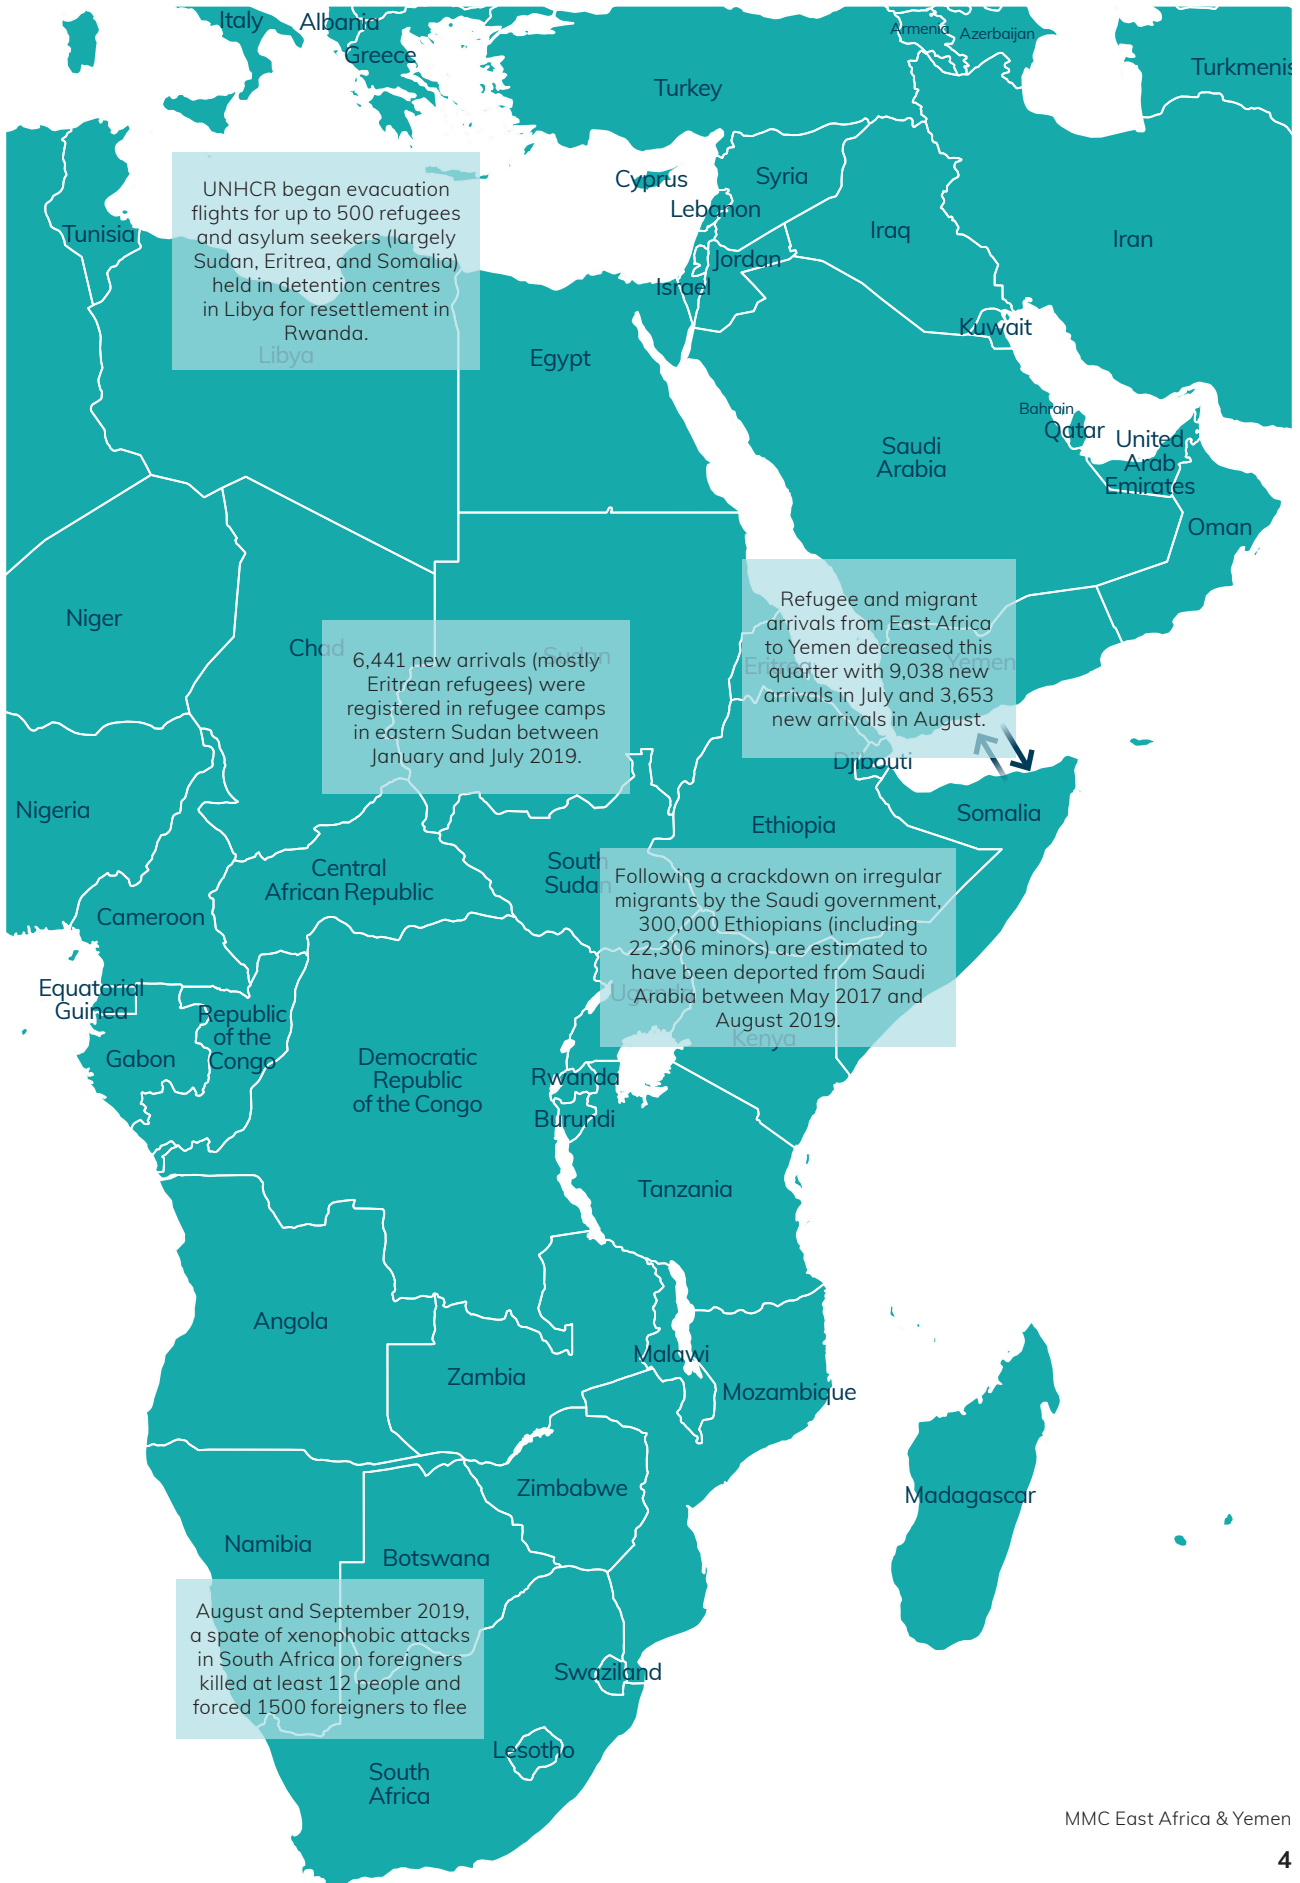 Italy
Albania
Greece
Armenia
Azerbaijan
Turkmenis
Turkey
Cyprus
Syria
Lebanon
Iraq
Iran
Tunisia
Jordan
Israel
Kuwait
UNHCR began evacuation
flights for up to 500 refugees
and asylum seekers (largely
Sudan, Eritrea, and Somalia)
held in detention centres
in Libya for resettlement in
Rwanda.
Libya
Egypt
Bahrain
Qatar
United
Arab
Emirates
Saudi
Arabia
Oman
Niger
Chad
Sudan
6,441 new arrivals (mostly
Eritrean refugees) were
registered in refugee camps
in eastern Sudan between
January and July 2019.
Eritrea
Yemen
Refugee and migrant
arrivals from East Africa
to Yemen decreased this
quarter with 9,038 new
arrivals in July and 3,653
new arrivals in August.
Djibouti
Nigeria
Somalia
Ethiopia
Central
African Republic
South
Sudan
Following a crackdown on irregular
migrants by the Saudi government,
300,000 Ethiopians (including
22,306 minors) are estimated to
have been deported from Saudi
Arabia between May 2017 and
August 2019.
Cameroon
Uganda
Kenya
Equatorial
Guinea
Republic
of the
Congo
Gabon
Democratic
Republic
of the Congo
Rwanda
Burundi
Tanzania
Angola
Malawi
Zambia
Mozambique
Zimbabwe
Madagascar
Namibia
Botswana
August and September 2019,
a spate of xenophobic attacks
in South Africa on foreigners
killed at least 12 people and
forced 1500 foreigners to flee
Swaziland
Lesotho
South
Africa
MMC East Africa & Yemen
4